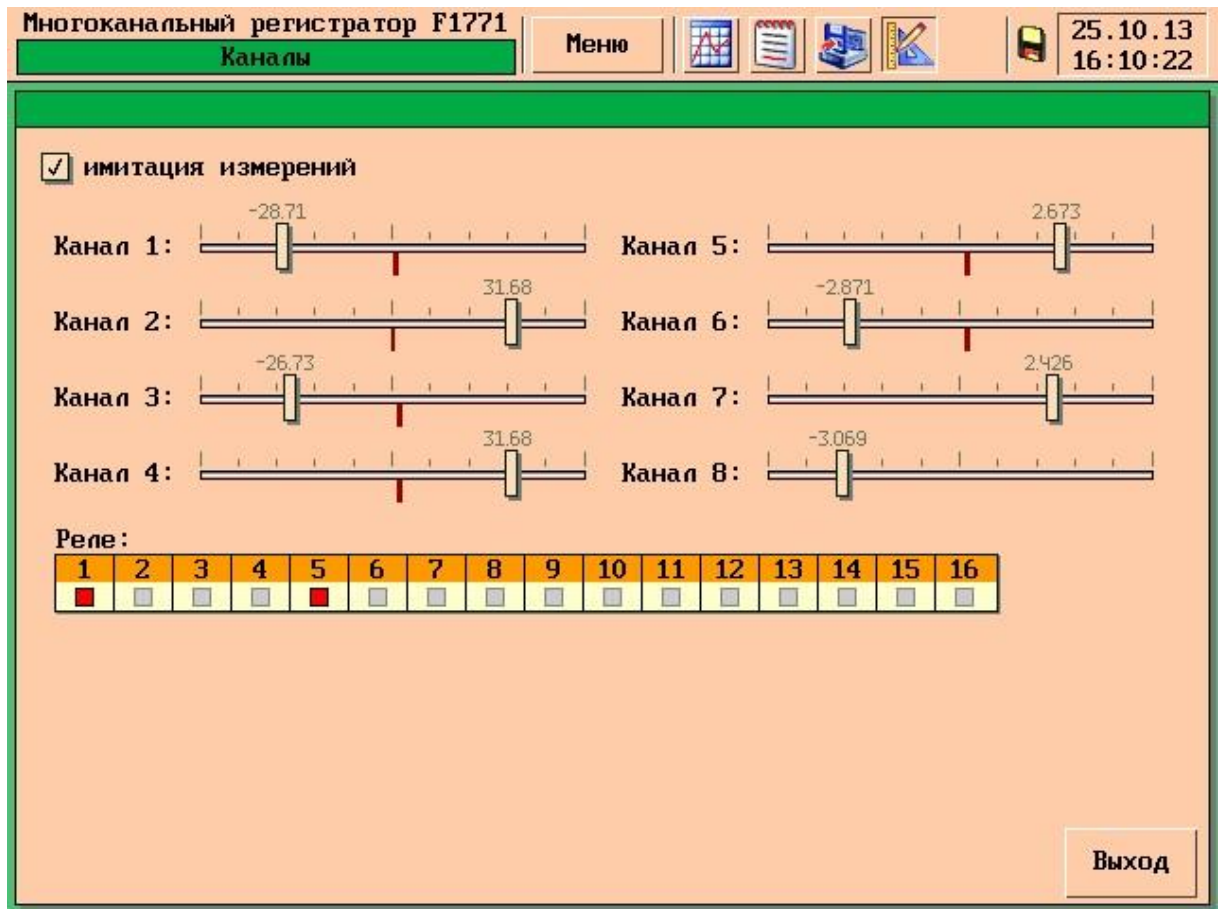 Многоканальный регистратор F1771
Каналы
Меню
25.10.13
16:10:22
имитация измерений
-28.71
Канал 1:
31.68
Канал 2:
-26.73
Канал 3:
31.68
Канал 4:
2.673
Канал 5:
-2.871
Канал 6:
2.426
Канал 7:
-3.069
Канал 8:
Реле:
1 2 3 4 5 6 7 8 9 10 11 12 13 14 15 16
Выход